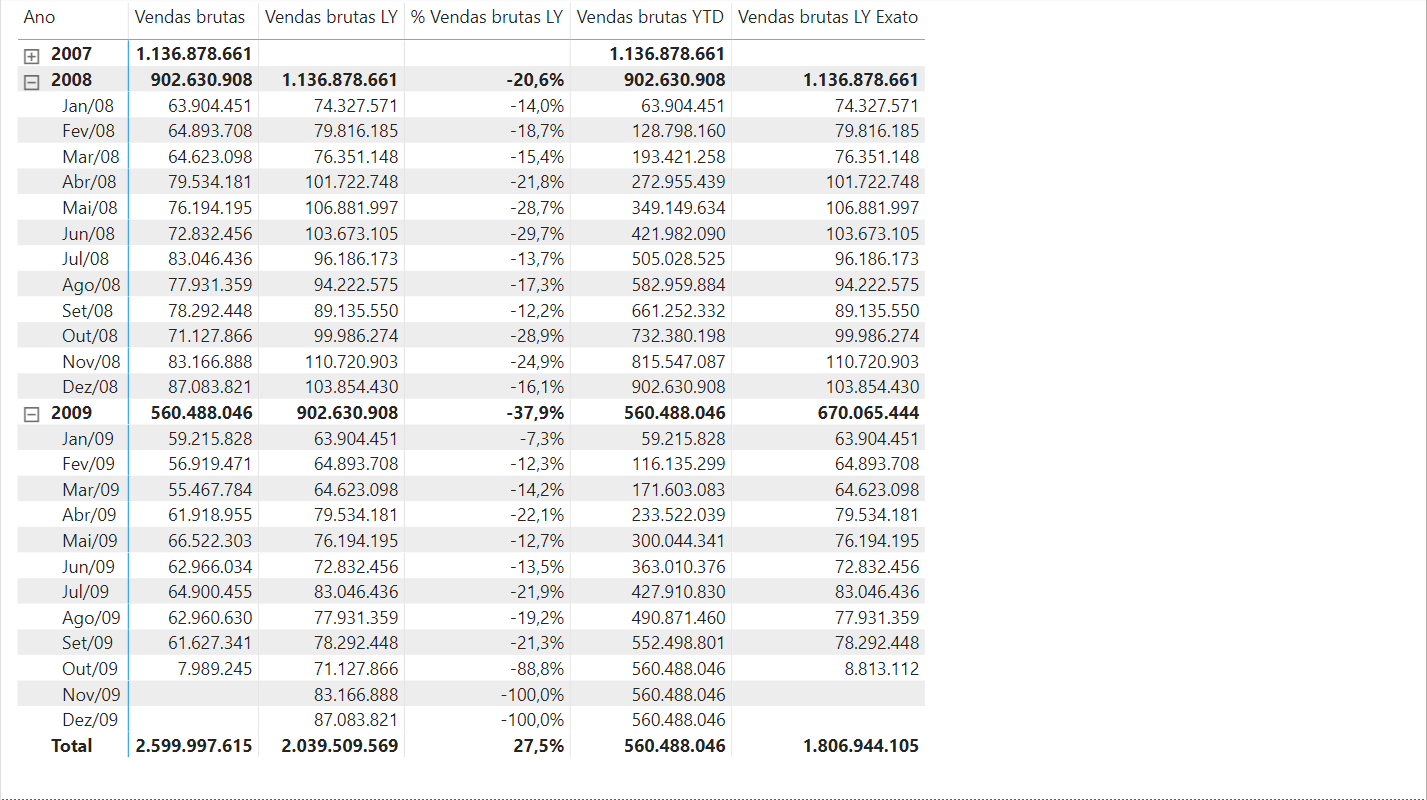 Ano Vendas brutas Vendas brutas LY % Vendas brutas LY Vendas brutas YTD Vendas brutas LY Exato
2007 1.136.878.661 1.136.878.661
2008 902.630.908 1.136.878.661 -20,6% 902.630.908 1.136.878.661
Jan/08 63.904.451 74.327.571 -14,0% 63.904.451 74.327.571
Fev/08 64.893.708 79.816.185 -18,7% 128.798.160 79.816.185
Mar/08 64.623.098 76.351.148 -15,4% 193.421.258 76.351.148
Abr/08 79.534.181 101.722.748 -21,8% 272.955.439 101.722.748
Mai/08 76.194.195 106.881.997 -28,7% 349.149.634 106.881.997
Jun/08 72.832.456 103.673.105 -29,7% 421.982.090 103.673.105
Jul/08 83.046.436 96.186.173 -13,7% 505.028.525 96.186.173
Ago/08 77.931.359 94.222.575 -17,3% 582.959.884 94.222.575
Set/08 78.292.448 89.135.550 -12,2% 661.252.332 89.135.550
Out/08 71.127.866 99.986.274 -28,9% 732.380.198 99.986.274
Nov/08 83.166.888 110.720.903 -24,9% 815.547.087 110.720.903
Dez/08 87.083.821 103.854.430 -16,1% 902.630.908 103.854.430
2009 560.488.046 902.630.908 -37,9% 560.488.046 670.065.444
Jan/09 59.215.828 63.904.451 -7,3% 59.215.828 63.904.451
Fev/09 56.919.471 64.893.708 -12,3% 116.135.299 64.893.708
Mar/09 55.467.784 64.623.098 -14,2% 171.603.083 64.623.098
Abr/09 61.918.955 79.534.181 -22,1% 233.522.039 79.534.181
Mai/09 66.522.303 76.194.195 -12,7% 300.044.341 76.194.195
Jun/09 62.966.034 72.832.456 -13,5% 363.010.376 72.832.456
Jul/09 64.900.455 83.046.436 -21,9% 427.910.830 83.046.436
Ago/09 62.960.630 77.931.359 -19,2% 490.871.460 77.931.359
Set/09 61.627.341 78.292.448 -21,3% 552.498.801 78.292.448
Out/09 7.989.245 71.127.866 -88,8% 560.488.046 8.813.112
Nov/09 83.166.888 -100,0% 560.488.046
Dez/09 87.083.821 -100,0% 560.488.046
Total 2.599.997.615 2.039.509.569 27,5% 560.488.046 1.806.944.105